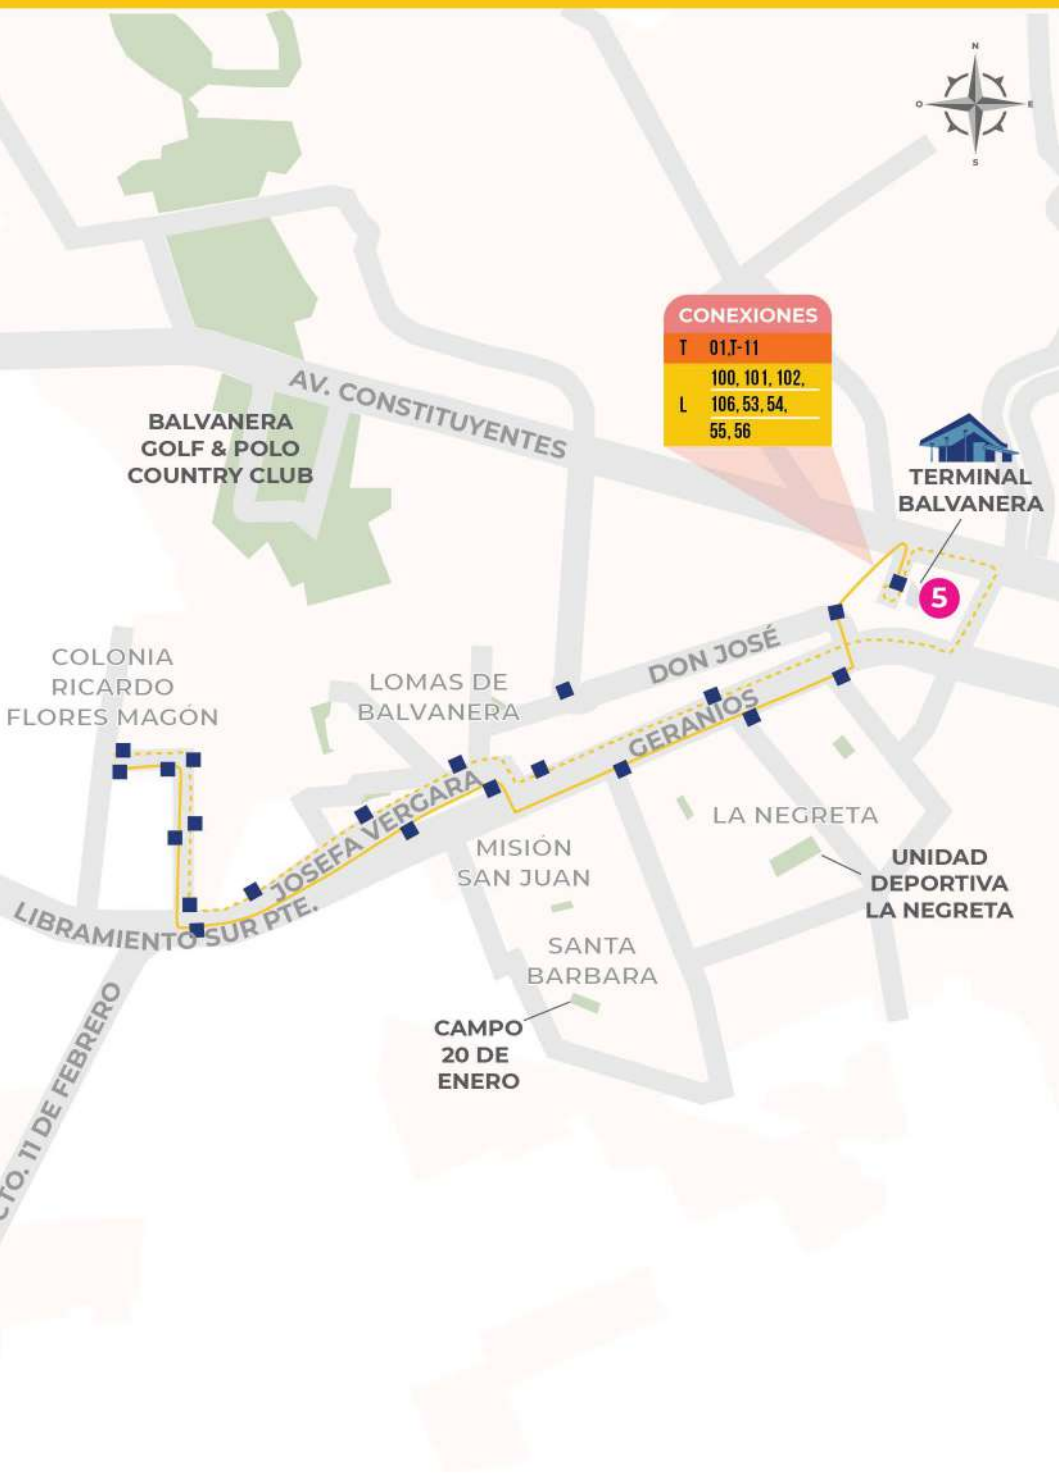 N
O
E
S
CONEXIONES
T 01,T-11
100, 101, 102,
L 106, 53, 54,
55, 56
AV. CONSTITUYENTES
BALVANERA
GOLF & POLO
COUNTRY CLUB
TERMINAL
BALVANERA
5
DON JOSÉ
COLONIA
RICARDO
FLORES MAGÓN
LOMAS DE
BALVANERA
GERANIOS
JOSEFA VERGARA
LA NEGRETA
MISIÓN
SAN JUAN
UNIDAD
DEPORTIVA
LA NEGRETA
LIBRAMIENTO SUR PTE.
SANTA
BARBARA
CAMPO
20 DE
ENERO
CTO. 11 DE FEBRERO